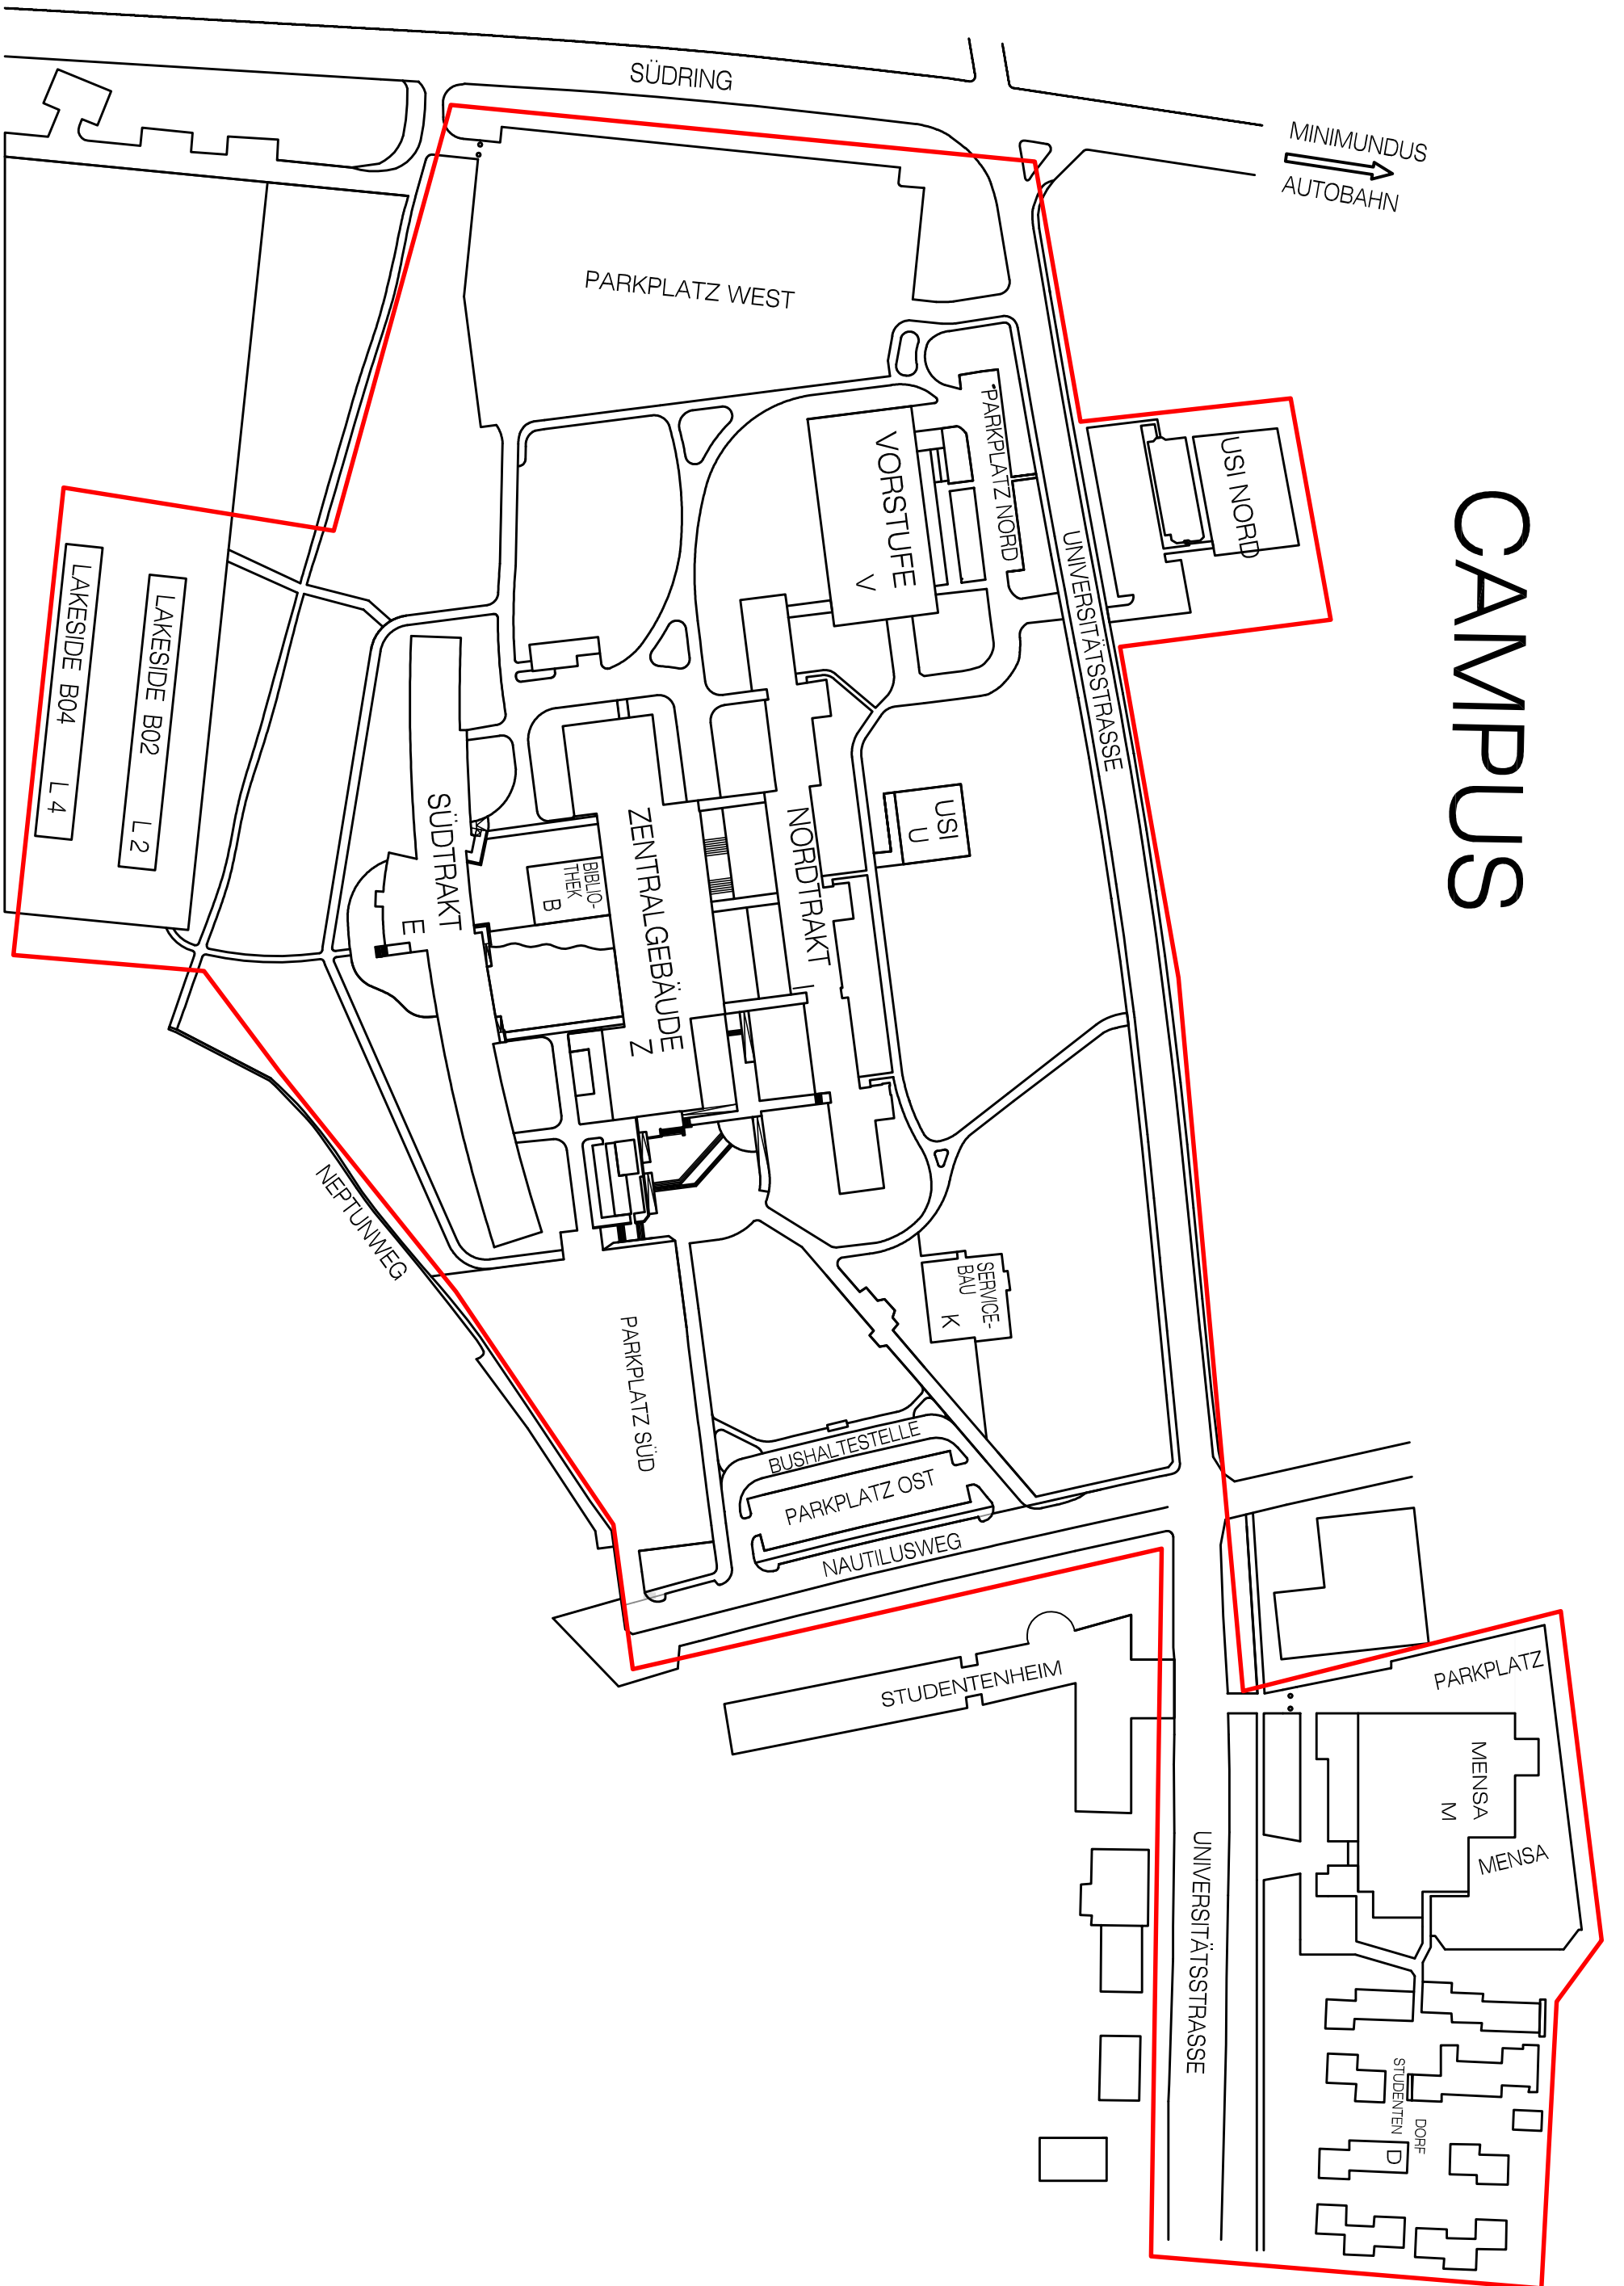 CAMPUS
MINIMUNDUS
AUTOBAHN
SÜDRING
PARKPLATZ WEST
PARKPLATZ NORD
USI NORD
UNIVERSITÄTSSTRASSE
VORSTUFE
V
USI
U
NORDTRAKT
I
ZENTRALGEBÄUDE
Z
BIBLIO-
THEK
B
SÜDTRAKT
E
LAKESIDE B02 L 2
LAKESIDE B04 L 4
NEPTUNWEG
SERVICE-
BAU
K
PARKPLATZ SÜD
BUSHALTESTELLE
PARKPLATZ OST
NAUTILUSWEG
STUDENTENHEIM
UNIVERSITÄTSSTRASSE
PARKPLATZ
MENSA
MENSA
M
DORF
STUDENTEN
D